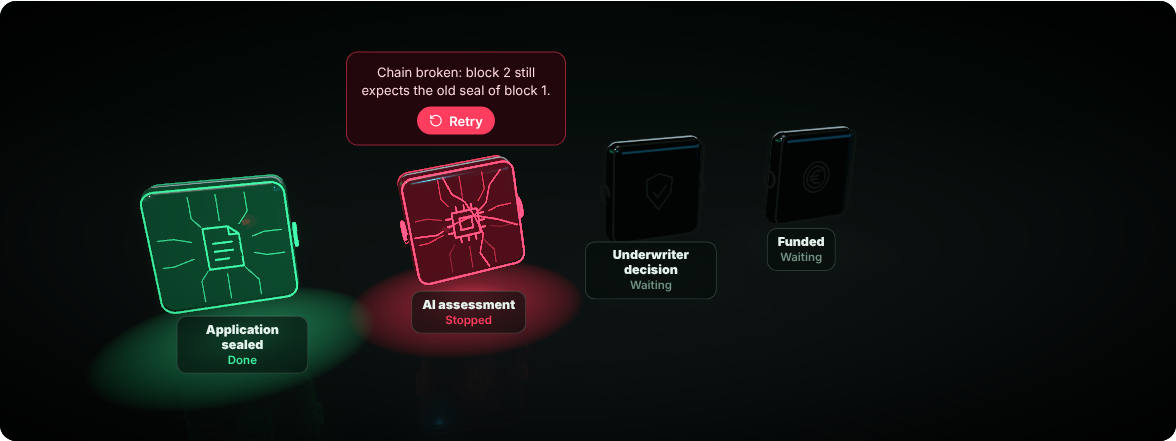 Chain broken: block 2 still
expects the old seal of block 1.
Retry
Application
sealed
Done
AI assessment
Stopped
Underwriter
decision
Waiting
Funded
Waiting